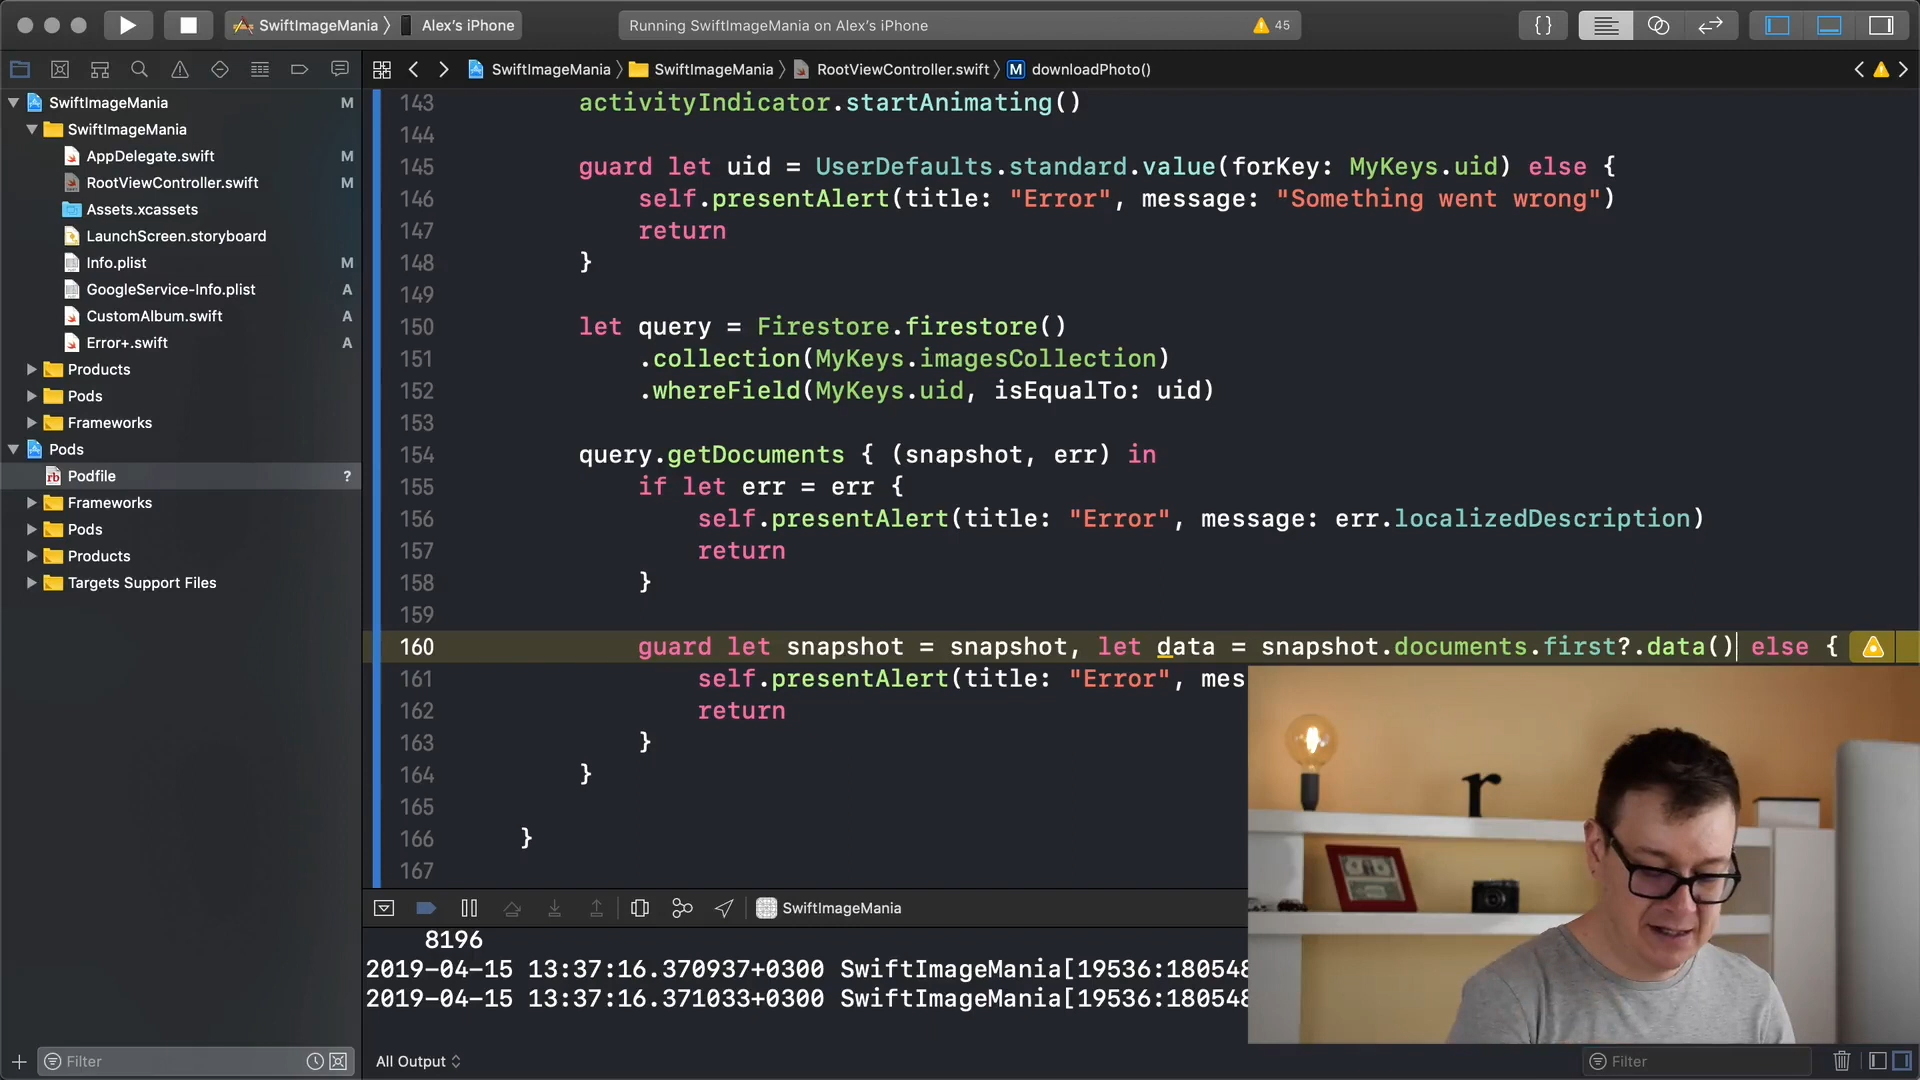 SwiftImageMania
Alex's iPhone
Running SwiftImageMania on Alex's iPhone
45
SwiftImageMania
SwiftImageMania
RootViewController.swift
M
downloadPhoto()
SwiftImageMania M
SwiftImageMania
AppDelegate.swift M
RootViewController.swift M
Assets.xcassets
LaunchScreen.storyboard
Info.plist M
GoogleService-Info.plist A
CustomAlbum.swift A
Error+.swift A
Products
Pods
Frameworks
Pods
rb Podfile ?
Frameworks
Pods
Products
Targets Support Files
Filter
143 activityIndicator.startAnimating()
144
145 guard let uid = UserDefaults.standard.value(forKey: MyKeys.uid) else {
146 self.presentAlert(title: "Error", message: "Something went wrong")
147 return
148 }
149
150 let query = Firestore.firestore()
151 .collection(MyKeys.imagesCollection)
152 .whereField(MyKeys.uid, isEqualTo: uid)
153
154 query.getDocuments { (snapshot, err) in
155 if let err = err {
156 self.presentAlert(title: "Error", message: err.localizedDescription)
157 return
158 }
159
160 guard let snapshot = snapshot, let data = snapshot.documents.first?.data() else {
161 self.presentAlert(title: "Error", mes
162 return
163 }
164 }
165
166 }
167
SwiftImageMania
8196
2019-04-15 13:37:16.370937+0300 SwiftImageMania[19536:180548
2019-04-15 13:37:16.371033+0300 SwiftImageMania[19536:180548
All Output
Filter
r